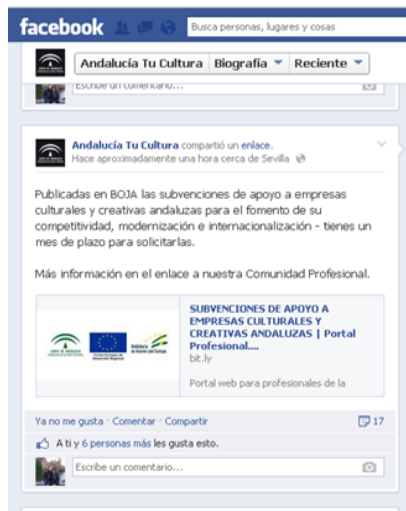 facebook
Busca personas, lugares y cosas
Andalucía Tu Cultura Biografía Reciente
Escribe un comentario...
Andalucía Tu Cultura compartió un enlace.
Hace aproximadamente una hora cerca de Sevilla
Publicadas en BOJA las subvenciones de apoyo a empresas
culturales y creativas andaluzas para el fomento de su
competitividad, modernización e internacionalización - tienes un
mes de plazo para solicitarlas.
Más información en el enlace a nuestra Comunidad Profesional.
SUBVENCIONES DE APOYO A
EMPRESAS CULTURALES Y
CREATIVAS ANDALUZAS | Portal
Profesional....
bit.ly
Portal web para profesionales de la
JUNTA DE ANDALUCIA
Ya no me gusta · Comentar · Compartir
17
A ti y 6 personas más les gusta esto.
Escribe un comentario...